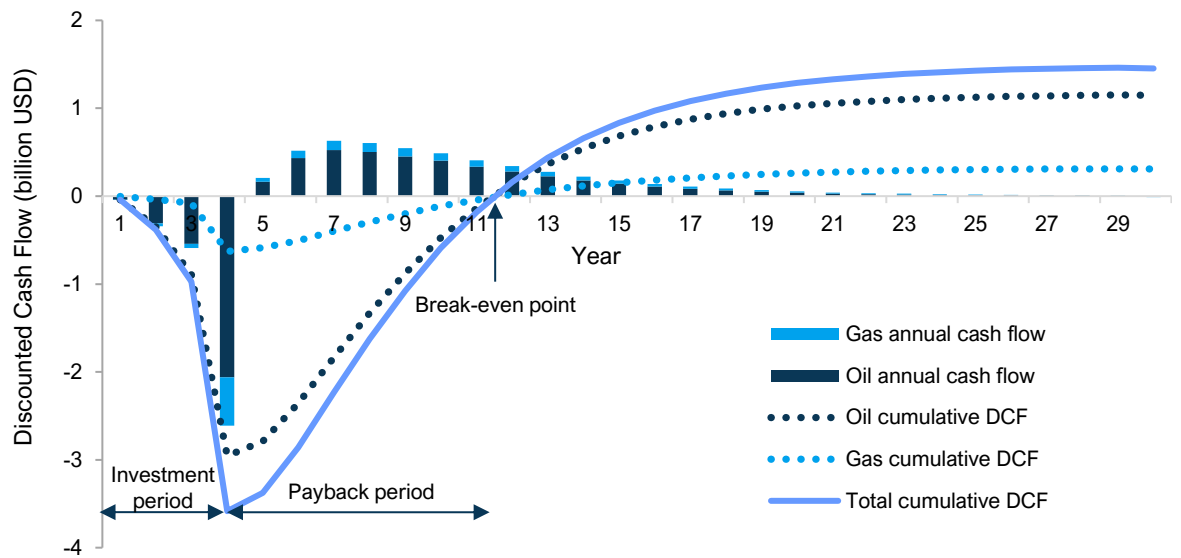 Discounted Cash Flow (billion USD)
2
1
0
-1
-2
-3
-4
1 3 5 7 9 11 13 15 17 19 21 23 25 27 29
Year
Break-even point
Investment
period
Payback period
Gas annual cash flow
Oil annual cash flow
Oil cumulative DCF
Gas cumulative DCF
Total cumulative DCF